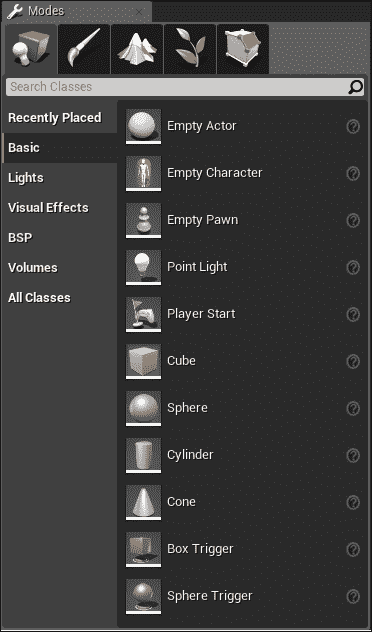 Modes
Search Classes
Recently Placed
Basic
Lights
Visual Effects
BSP
Volumes
All Classes
Empty Actor
Empty Character
Empty Pawn
Point Light
Player Start
Cube
Sphere
Cylinder
Cone
Box Trigger
Sphere Trigger